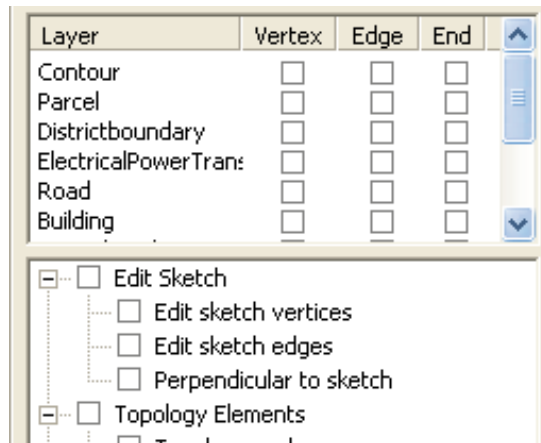 Layer Vertex Edge End
Contour
Parcel
Districtboundary
ElectricalPowerTrans
Road
Building
Edit Sketch
Edit sketch vertices
Edit sketch edges
Perpendicular to sketch
Topology Elements